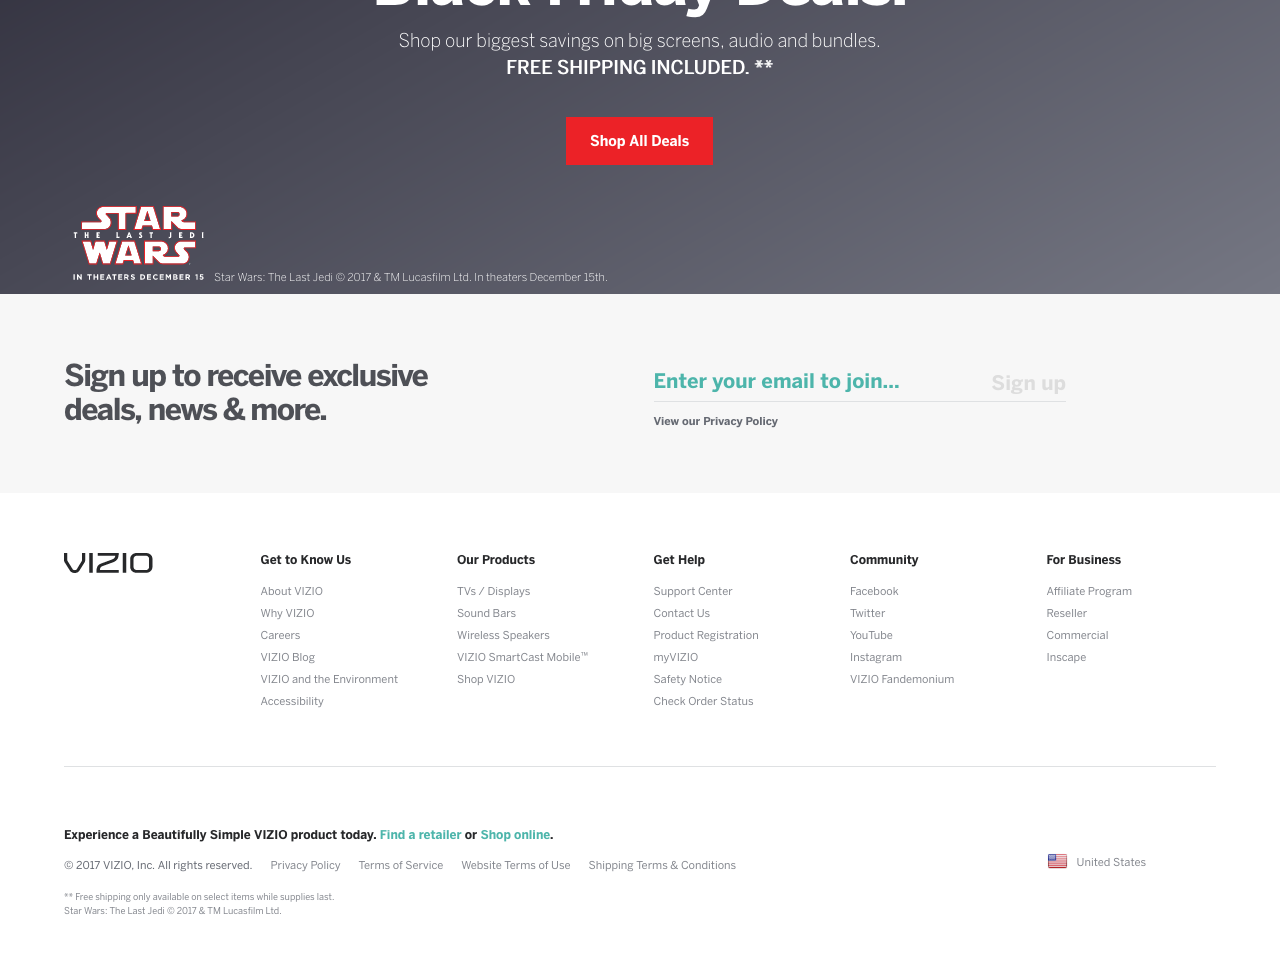 Black Friday Deals!
Shop our biggest savings on big screens, audio and bundles.
FREE SHIPPING INCLUDED. **
Shop All Deals
STAR
THE LAST JEDI
WARS
IN THEATERS DECEMBER 15
Star Wars: The Last Jedi © 2017 & TM Lucasfilm Ltd. In theaters December 15th.
Sign up to receive exclusive
deals, news & more.
Enter your email to join...
Sign up
View our Privacy Policy
VIZIO
Get to Know Us
About VIZIO
Why VIZIO
Careers
VIZIO Blog
VIZIO and the Environment
Accessibility
Our Products
TVs / Displays
Sound Bars
Wireless Speakers
VIZIO SmartCast Mobile™
Shop VIZIO
Get Help
Support Center
Contact Us
Product Registration
myVIZIO
Safety Notice
Check Order Status
Community
Facebook
Twitter
YouTube
Instagram
VIZIO Fandemonium
For Business
Affiliate Program
Reseller
Commercial
Inscape
Experience a Beautifully Simple VIZIO product today. Find a retailer or Shop online.
© 2017 VIZIO, Inc. All rights reserved. Privacy Policy Terms of Service Website Terms of Use Shipping Terms & Conditions
United States
** Free shipping only available on select items while supplies last.
Star Wars: The Last Jedi © 2017 & TM Lucasfilm Ltd.